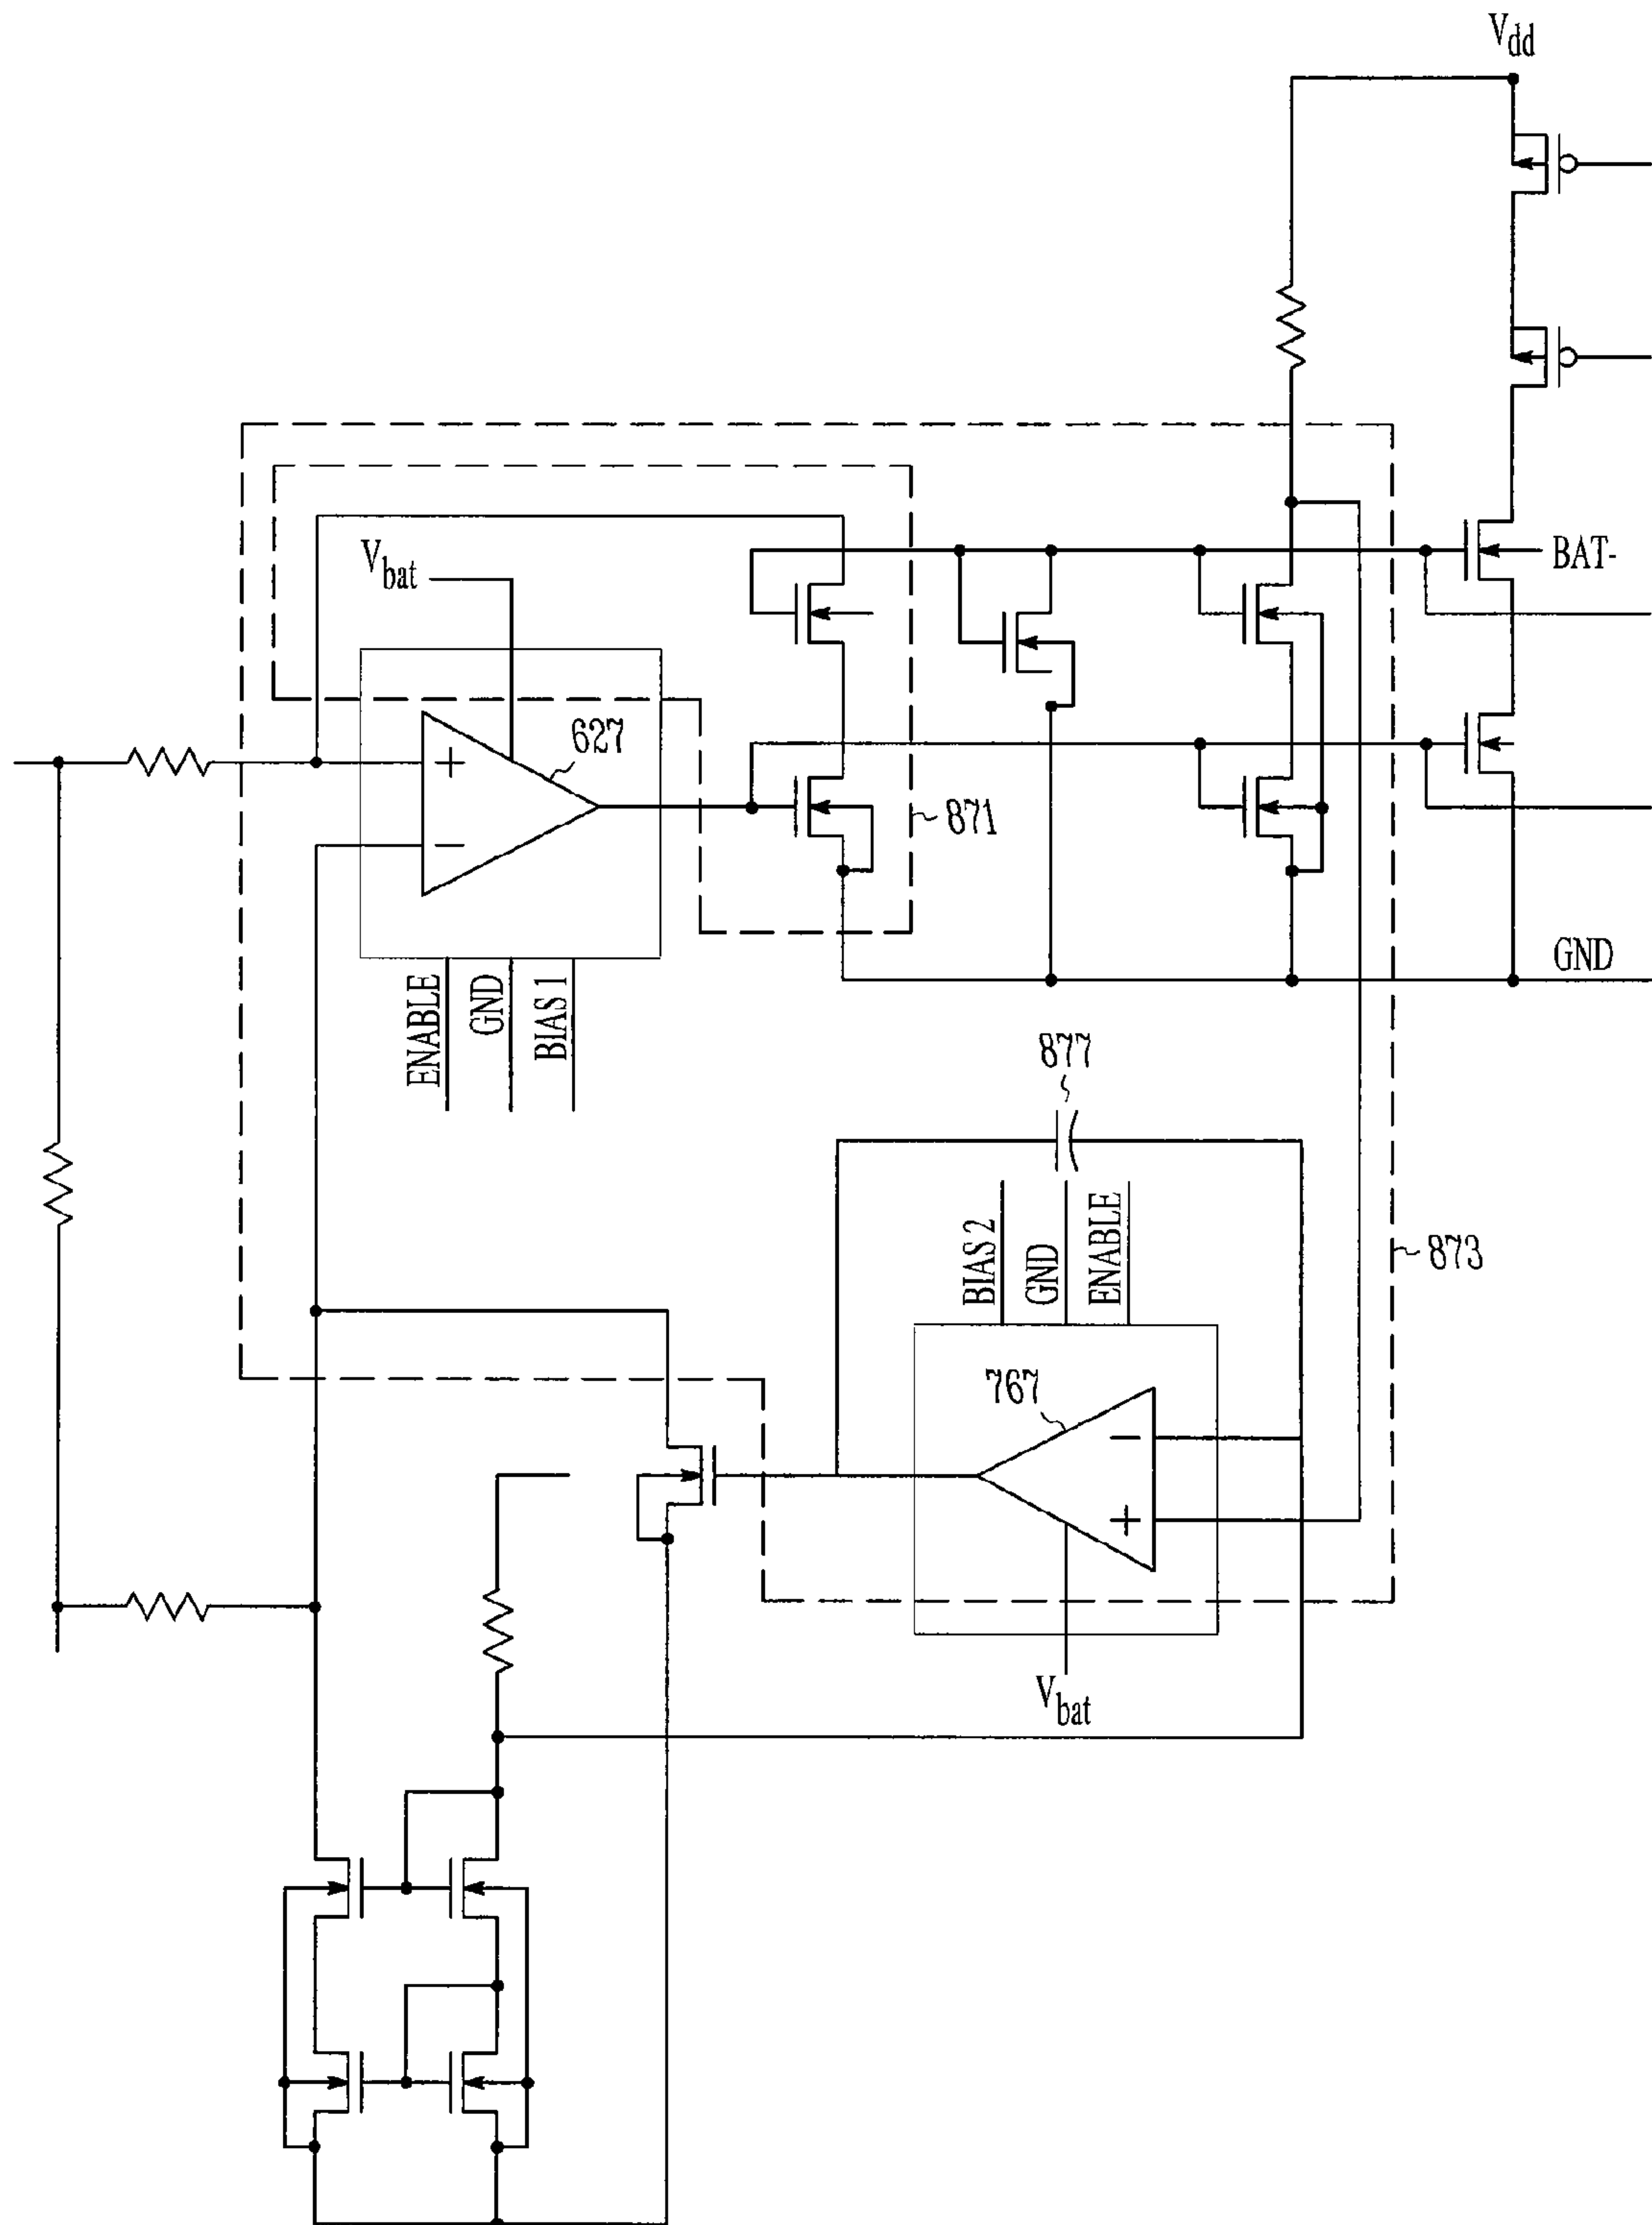 Vdd
Vbat
BAT-
627
871
GND
ENABLE
GND
BIAS 1
877
BIAS 2
GND
ENABLE
873
767
Vbat